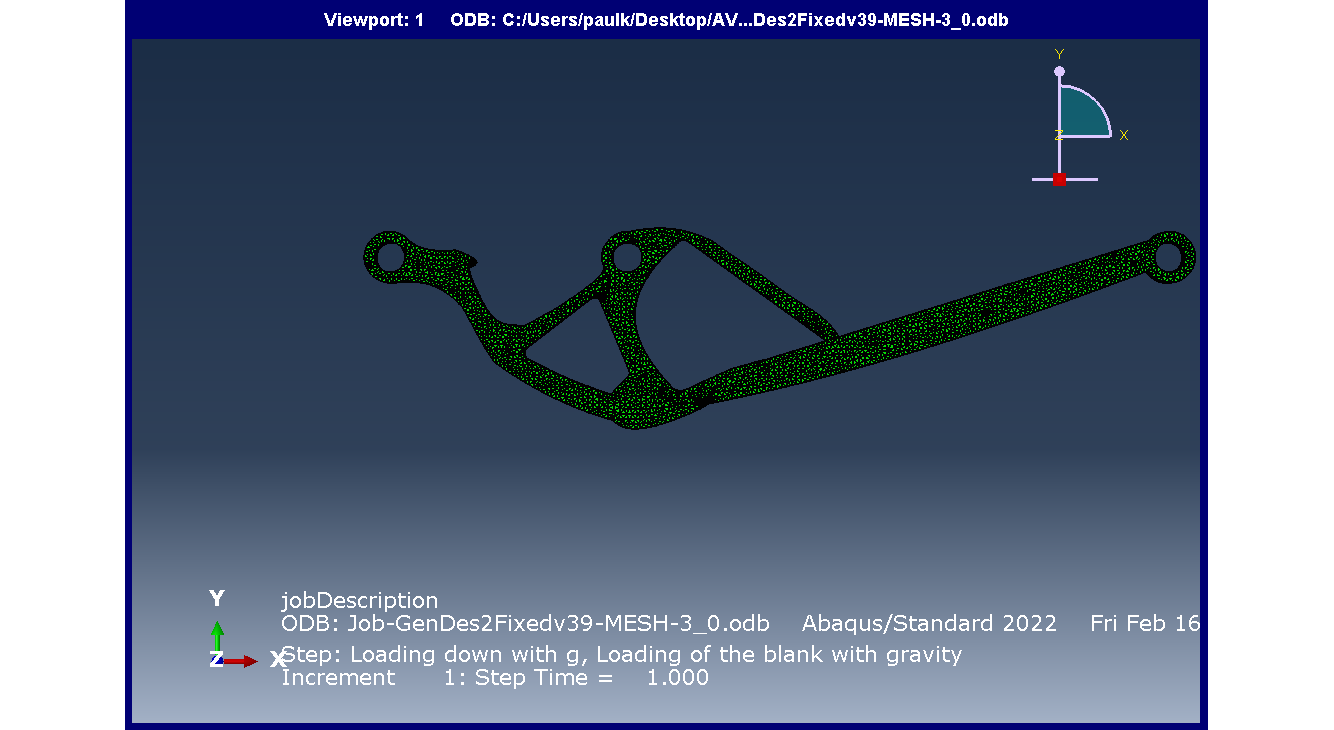 Viewport: 1 ODB: C:/Users/paulk/Desktop/AV...Des2Fixedv39-MESH-3_0.odb
Y
Z X
jobDescription
Y
ODB: Job-GenDes2Fixedv39-MESH-3_0.odb Abaqus/Standard 2022 Fri Feb 16
Z X
Step: Loading down with g, Loading of the blank with gravity
Increment 1: Step Time = 1.000